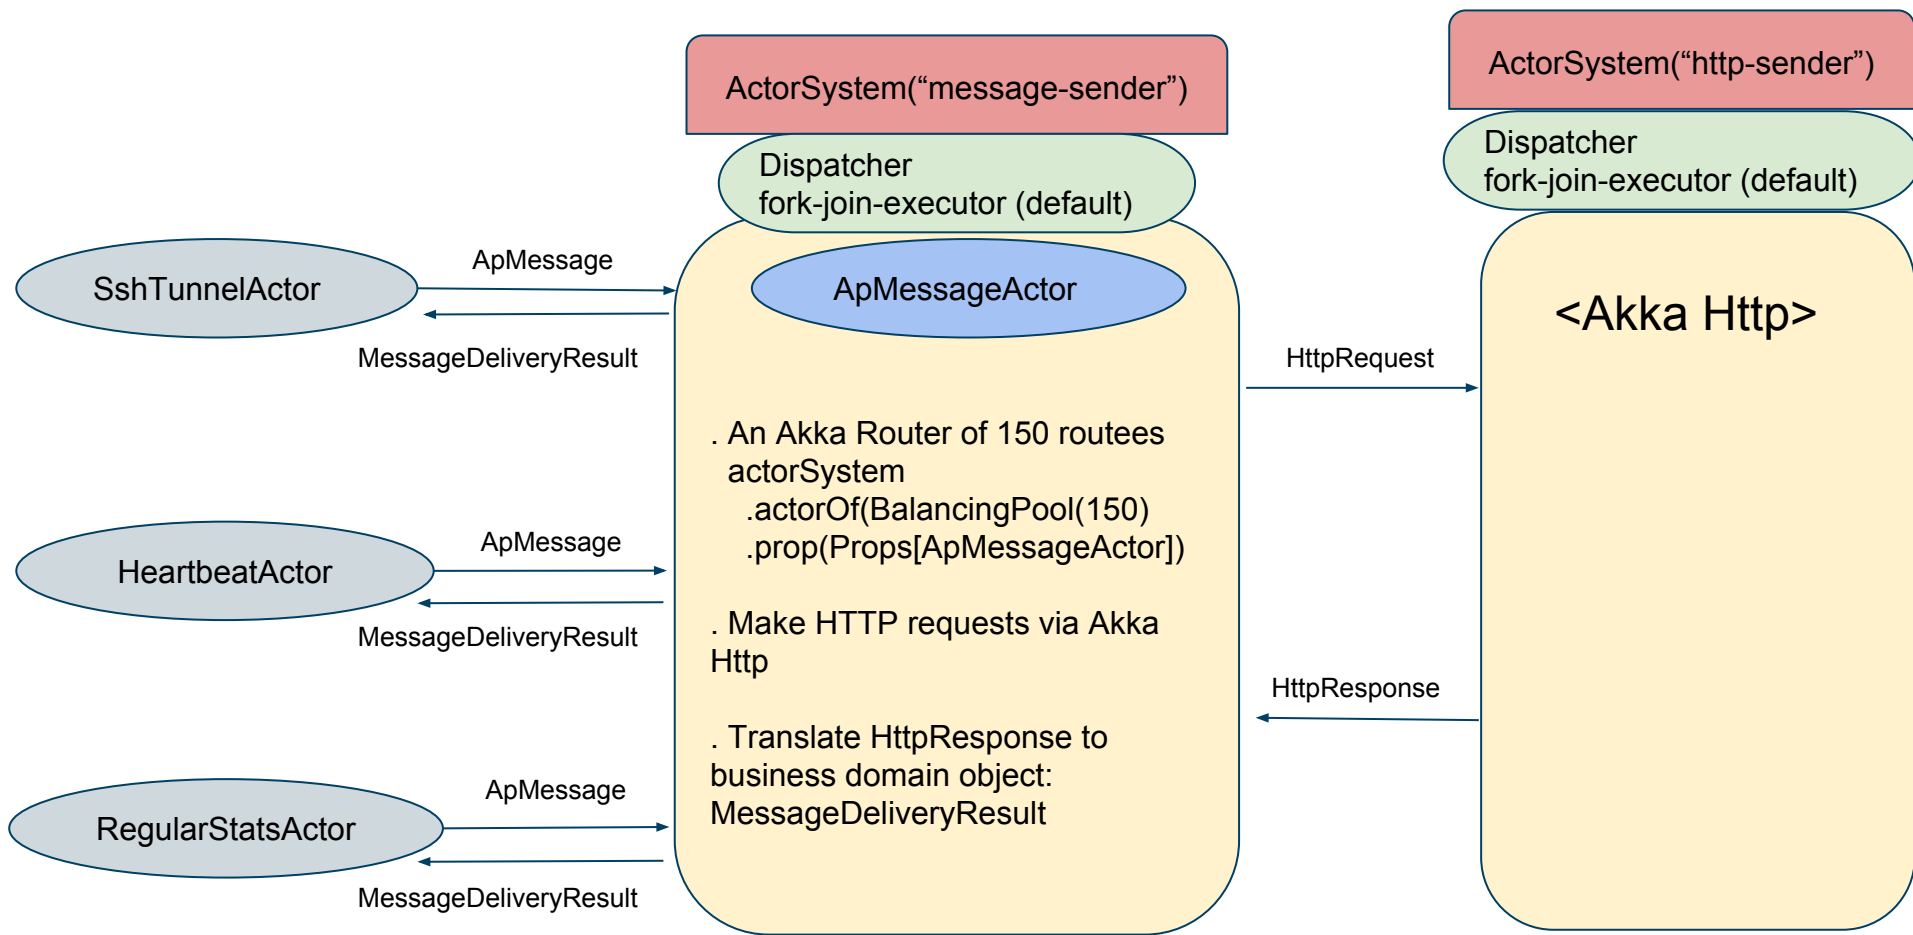 ActorSystem(“message-sender”)
Dispatcher
fork-join-executor (default)
ActorSystem(“http-sender”)
Dispatcher
fork-join-executor (default)
SshTunnelActor
ApMessage
MessageDeliveryResult
HeartbeatActor
ApMessage
MessageDeliveryResult
RegularStatsActor
ApMessage
MessageDeliveryResult
ApMessageActor
. An Akka Router of 150 routees
actorSystem
.actorOf(BalancingPool(150)
.prop(Props[ApMessageActor])
. Make HTTP requests via Akka
Http
. Translate HttpResponse to
business domain object:
MessageDeliveryResult
HttpRequest
HttpResponse
<Akka Http>